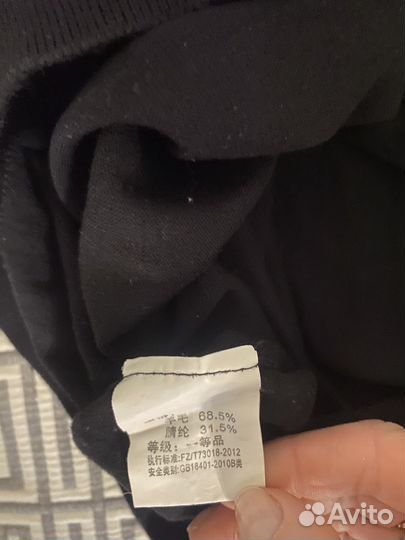 羊毛 68.5%
腈纶 31.5%
等级: 一等品
执行标准:FZ/T73018-2012
安全类别:GB18401-2010B类
Avito